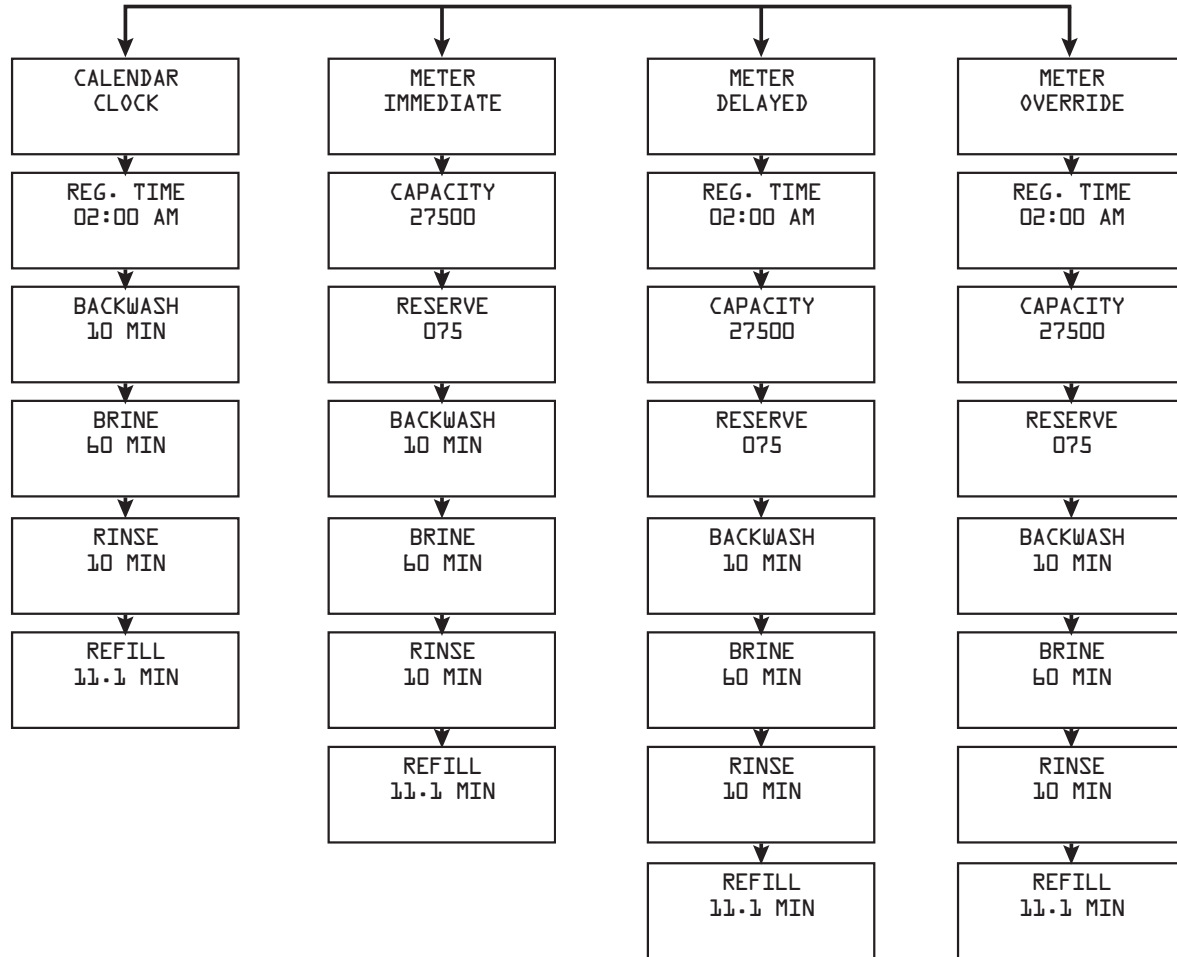 CALENDAR
CLOCK
REG. TIME
02:00 AM
BACKWASH
10 MIN
BRINE
60 MIN
RINSE
10 MIN
REFILL
11.1 MIN
METER
IMMEDIATE
CAPACITY
27500
RESERVE
075
BACKWASH
10 MIN
BRINE
60 MIN
RINSE
10 MIN
REFILL
11.1 MIN
METER
DELAYED
REG. TIME
02:00 AM
CAPACITY
27500
RESERVE
075
BACKWASH
10 MIN
BRINE
60 MIN
RINSE
10 MIN
REFILL
11.1 MIN
METER
OVERRIDE
REG. TIME
02:00 AM
CAPACITY
27500
RESERVE
075
BACKWASH
10 MIN
BRINE
60 MIN
RINSE
10 MIN
REFILL
11.1 MIN